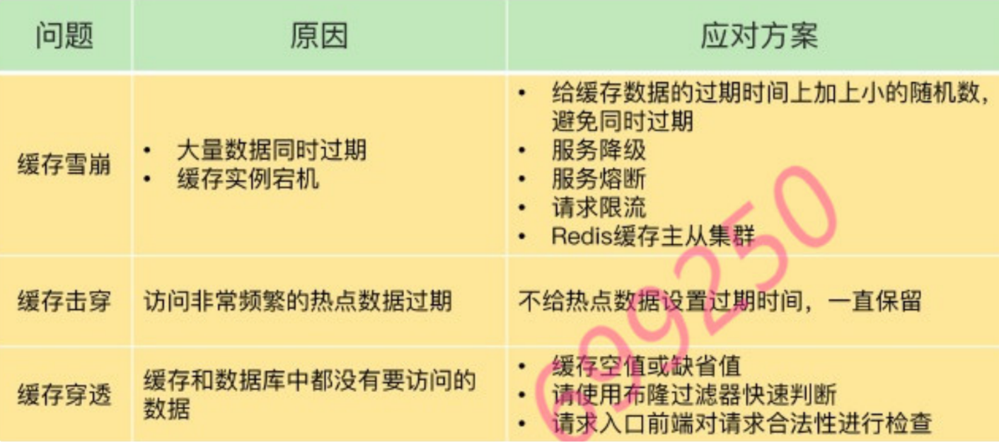 问题
原因
应对方案
缓存雪崩
• 大量数据同时过期
• 缓存实例宕机
• 给缓存数据的过期时间上加上小的随机数，
避免同时过期
• 服务降级
• 服务熔断
• 请求限流
• Redis缓存主从集群
缓存击穿
访问非常频繁的热点数据过期
不给热点数据设置过期时间，一直保留
缓存穿透
缓存和数据库中都没有要访问的
数据
• 缓存空值或缺省值
• 请使用布隆过滤器快速判断
• 请求入口前端对请求合法性进行检查
699250